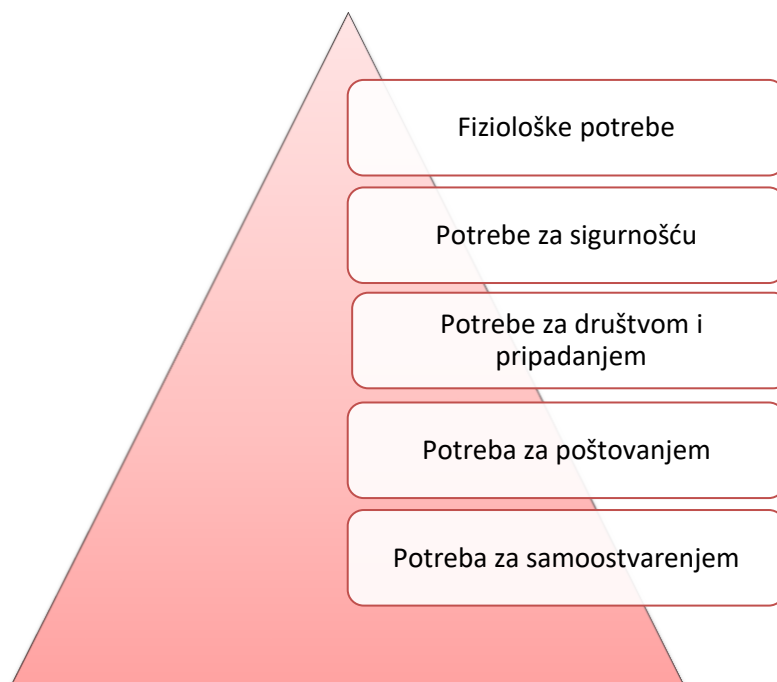 Fiziološke potrebe
Potrebe za sigurnošću
Potrebe za društvom i
pripadanjem
Potreba za poštovanjem
Potreba za samoostvarenjem